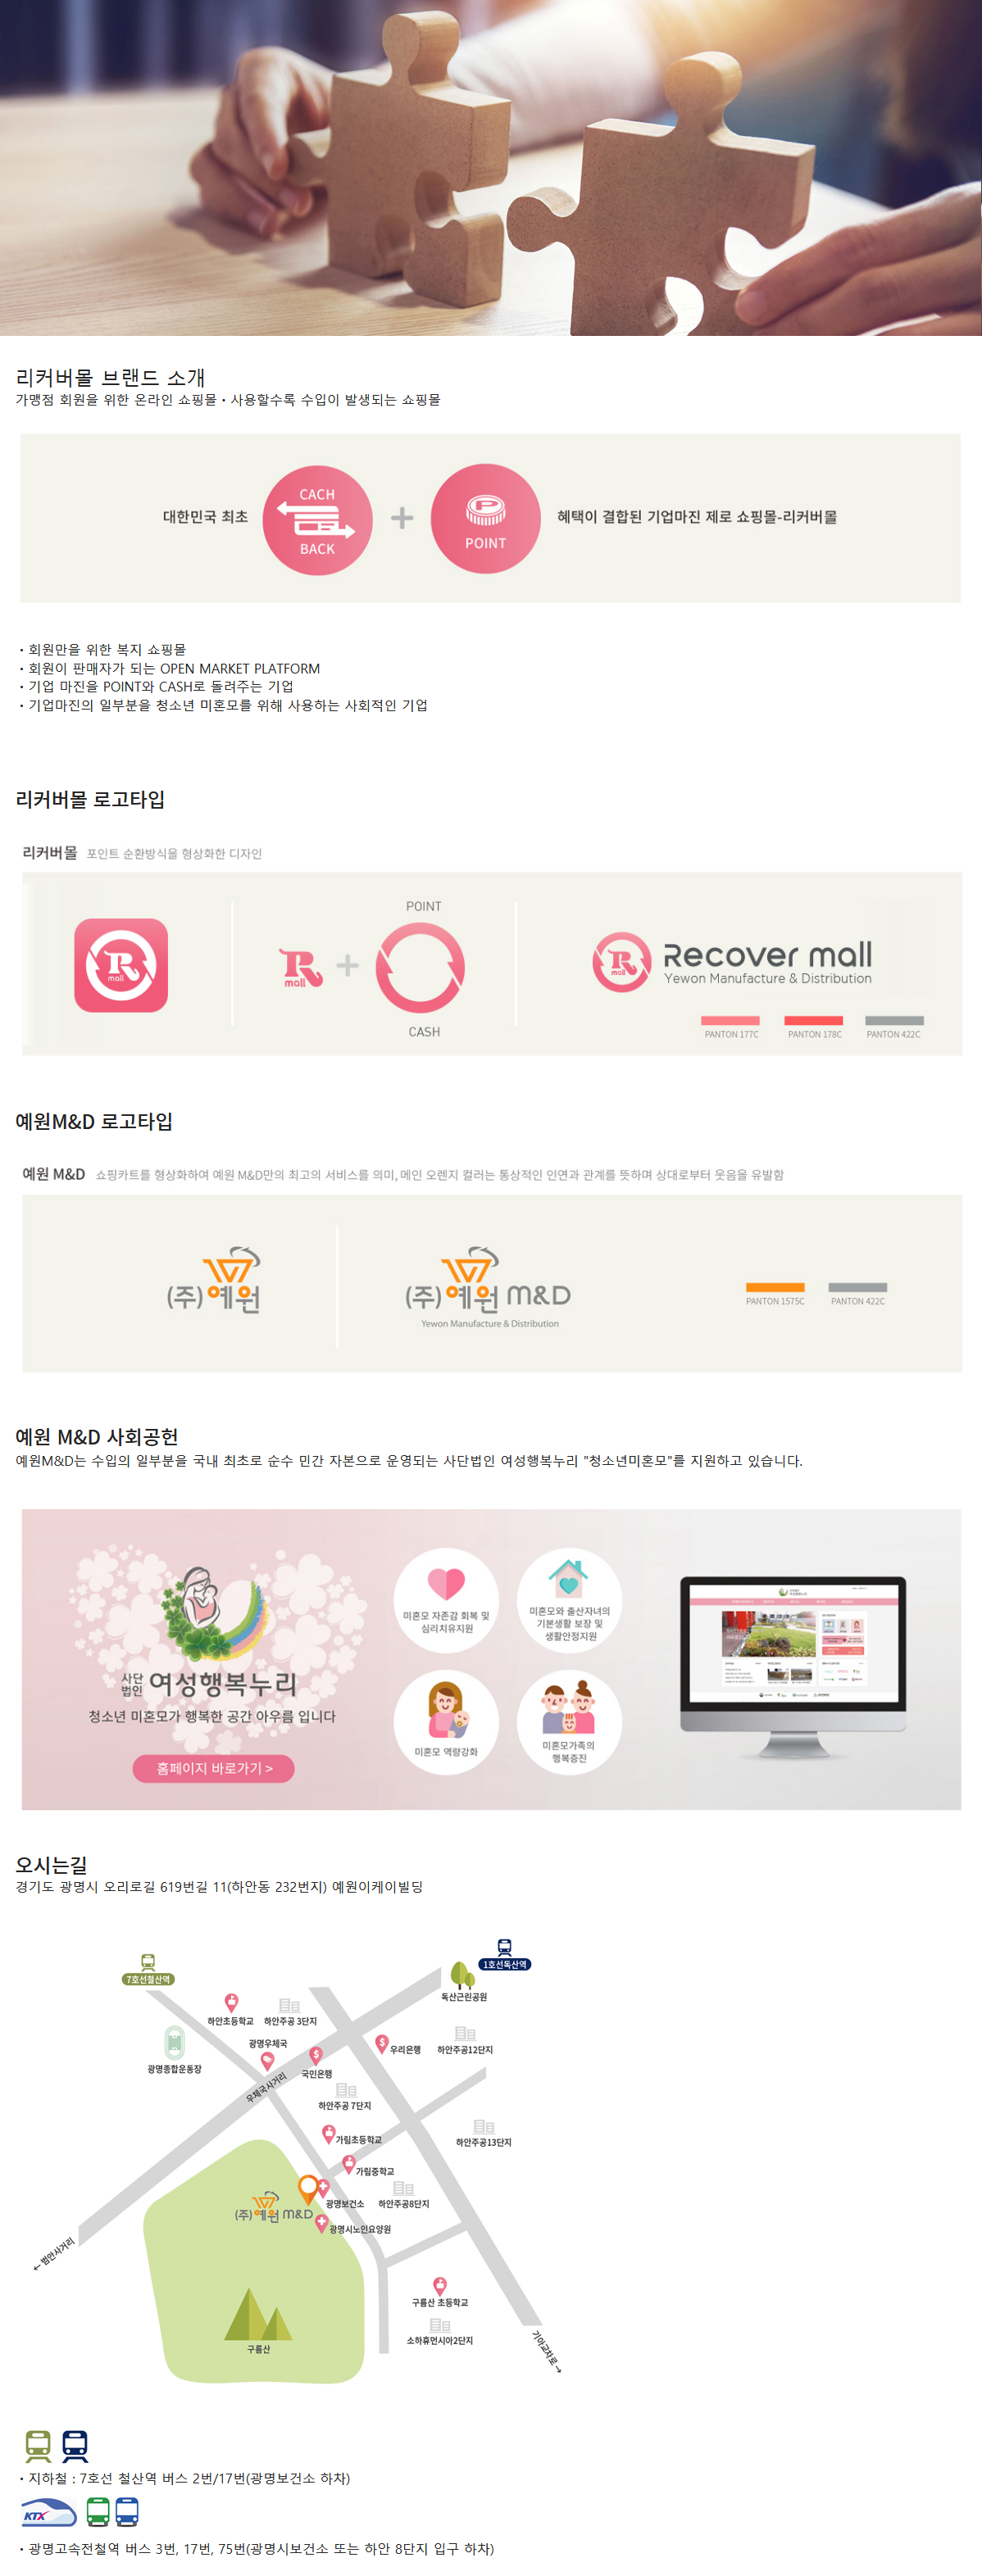 리커버몰 브랜드 소개
가맹점 회원을 위한 온라인 쇼핑몰 • 사용할수록 수입이 발생되는 쇼핑몰
대한민국 최초
CACH
BACK
+
POINT
혜택이 결합된 기업마진 제로 쇼핑몰-리커버몰
• 회원만을 위한 복지 쇼핑몰
• 회원이 판매자가 되는 OPEN MARKET PLATFORM
• 기업 마진을 POINT와 CASH로 돌려주는 기업
• 기업마진의 일부분을 청소년 미혼모를 위해 사용하는 사회적인 기업
리커버몰 로고타입
리커버몰 포인트 순환방식을 형상화한 디자인
R
mall
R
mall
+
POINT
CASH
R
mall
Recover mall
Yewon Manufacture & Distribution
PANTON 177C
PANTON 178C
PANTON 422C
예원M&D 로고타입
예원 M&D 쇼핑카트를 형상화하여 예원 M&D만의 최고의 서비스를 의미, 메인 오렌지 컬러는 통상적인 인연과 관계를 뜻하며 상대로부터 웃음을 유발함
(주)예원
(주)예원 M&D
Yewon Manufacture & Distribution
PANTON 1575C
PANTON 422C
예원 M&D 사회공헌
예원M&D는 수입의 일부분을 국내 최초로 순수 민간 자본으로 운영되는 사단법인 여성행복누리 "청소년미혼모"를 지원하고 있습니다.
사단
법인 여성행복누리
청소년 미혼모가 행복한 공간 아우름 입니다
홈페이지 바로가기 >
미혼모 자존감 회복 및
심리치유지원
미혼모와 출산자녀의
기본생활 보장 및
생활안정지원
미혼모 역량강화
미혼모가족의
행복증진
오시는길
경기도 광명시 오리로길 619번길 11(하안동 232번지) 예원이케이빌딩
7호선철산역
1호선독산역
독산근린공원
하안초등학교
하안주공 3단지
광명우체국
우리은행
하안주공12단지
광명종합운동장
국민은행
우체국사거리
하안주공 7단지
가림초등학교
하안주공13단지
가림중학교
광명보건소
하안주공8단지
(주)예원 M&D
광명시노인요양원
← 범안사거리
구름산 초등학교
소하휴먼시아2단지
구름산
기아교차로 →
• 지하철 : 7호선 철산역 버스 2번/17번(광명보건소 하차)
KTX
• 광명고속전철역 버스 3번, 17번, 75번(광명시보건소 또는 하안 8단지 입구 하차)